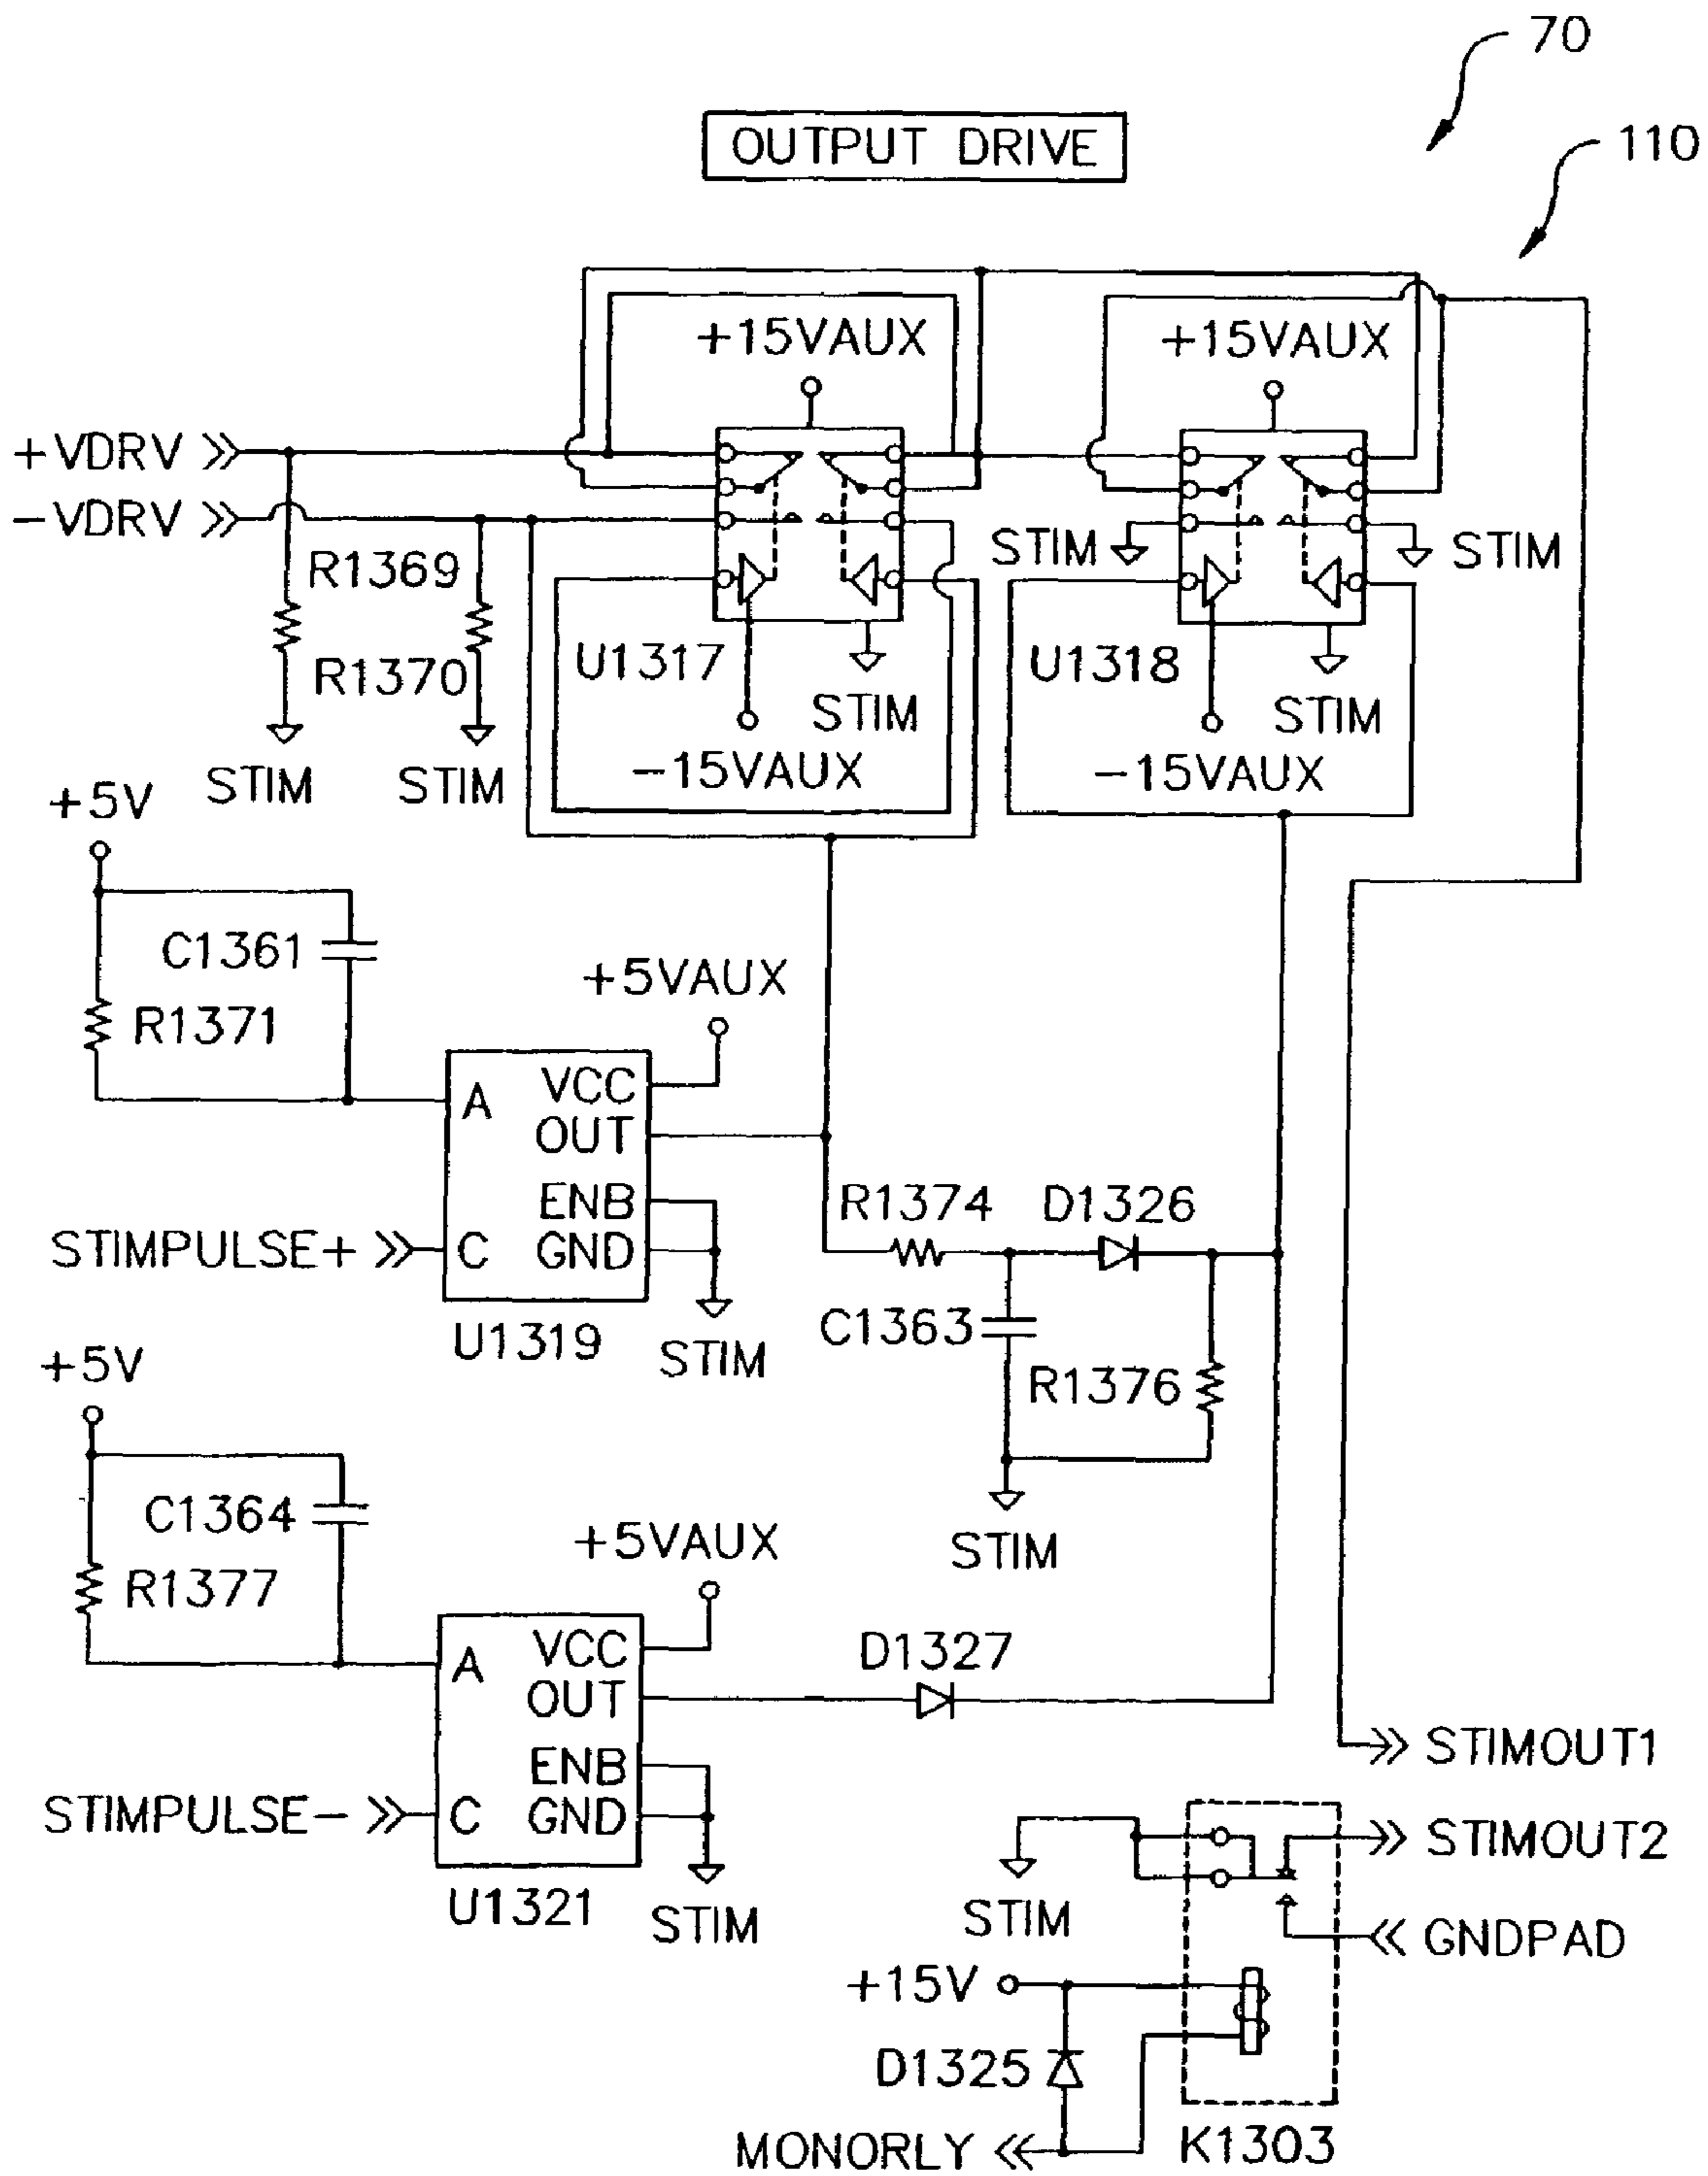 70
110
OUTPUT DRIVE
+15VAUX
+15VAUX
+VDRV
-VDRV
STIM
STIM
R1369
R1370
U1317
U1318
STIM
STIM
-15VAUX
-15VAUX
STIM
STIM
+5V
C1361
R1371
+5VAUX
A
VCC
OUT
ENB
GND
STIMPULSE+
C
U1319
STIM
R1374
D1326
C1363
R1376
STIM
+5V
C1364
R1377
+5VAUX
A
VCC
OUT
ENB
GND
STIMPULSE-
C
U1321
STIM
D1327
STIMOUT1
STIMOUT2
STIM
GNDPAD
+15V
D1325
MONORLY
K1303